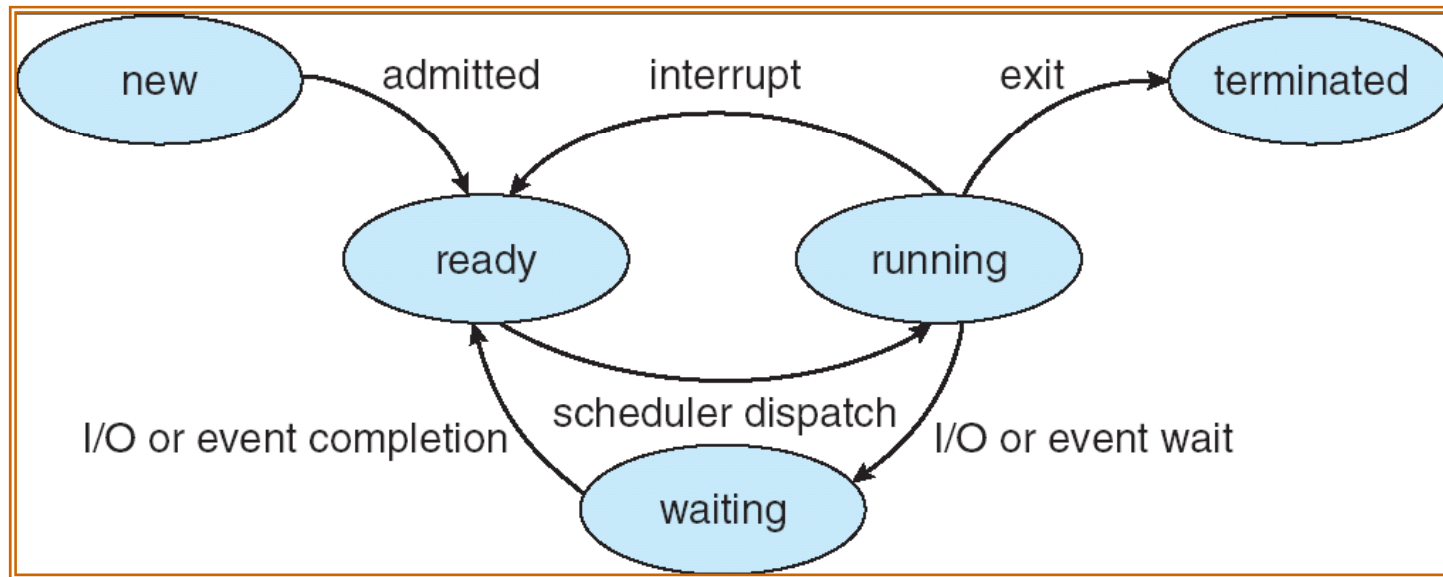 new
admitted
interrupt
exit
terminated
ready
running
scheduler dispatch
I/O or event completion
I/O or event wait
waiting